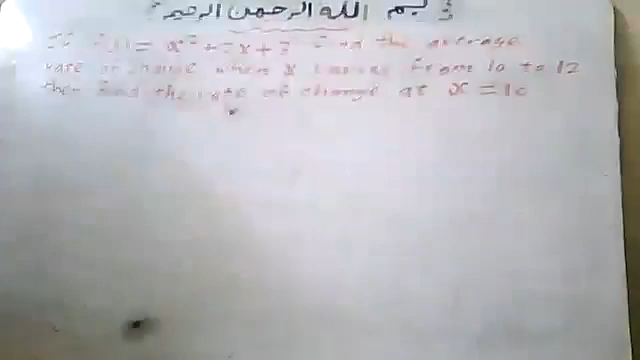 بسم الله الرحمن الرحيم
If = x² + x + find the average
rate of change when x varies from 10 to 12
then find the rate of change at x = 10